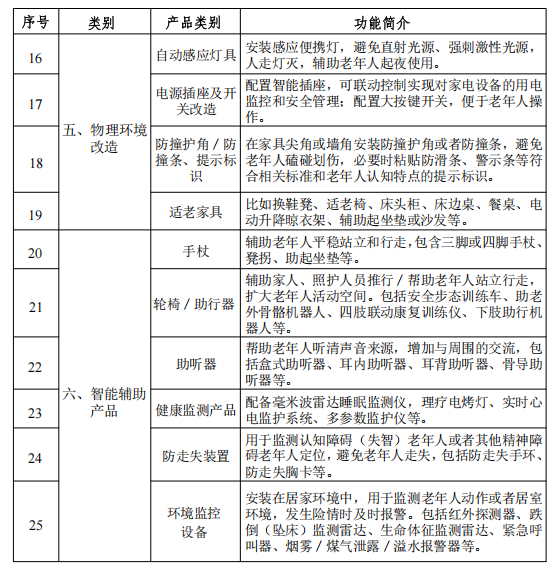 序号 类别 产品类别 功能简介
16 五、物理环境改造 自动感应灯具 安装感应便携灯，避免直射光源、强刺激性光源，
人走灯灭，辅助老年人起夜使用。
17 电源插座及开关改造 配置智能插座，可联动控制实现对家电设备的用电
监控和安全管理；配置大按键开关，便于老年人操
作。
18 防撞护角/防撞条、提示标识 在家具尖角或墙角安装防撞护角或者防撞条，避免
老年人磕碰划伤，必要时粘贴防滑条、警示条等符
合相关标准和老年人认知特点的提示标识。
19 适老家具 比如换鞋凳、适老椅、床头柜、床边桌、餐桌、电
动升降晾衣架、辅助起坐垫或沙发等。
20 六、智能辅助产品 手杖 辅助老年人平稳站立和行走，包含三脚或四脚手杖、
凳拐、助起坐垫等。
21 轮椅/助行器 辅助家人、照护人员推行/帮助老年人站立行走，
扩大老年人活动空间。包括安全步态训练车、助老
外骨骼机器人、四肢联动康复训练仪、下肢助行机
器人等。
22 助听器 帮助老年人听清声音来源，增加与周围的交流，包
括盒式助听器、耳内助听器、耳背助听器、骨导助
听器等。
23 健康监测产品 配备毫米波雷达睡眠监测仪，理疗电烤灯、实时心
电监护系统、多参数监护仪等。
24 防走失装置 用于监测认知障碍（失智）老年人或者其他精神障
碍老年人定位，避免老年人走失，包括防走失手环、
防走失胸卡等。
25 环境监控设备 安装在居家环境中，用于监测老年人动作或者居室
环境，发生险情时及时报警。包括红外探测器、跌
倒（坠床）监测雷达、生命体征监测雷达、紧急呼
叫器、烟雾/煤气泄露/溢水报警器等。